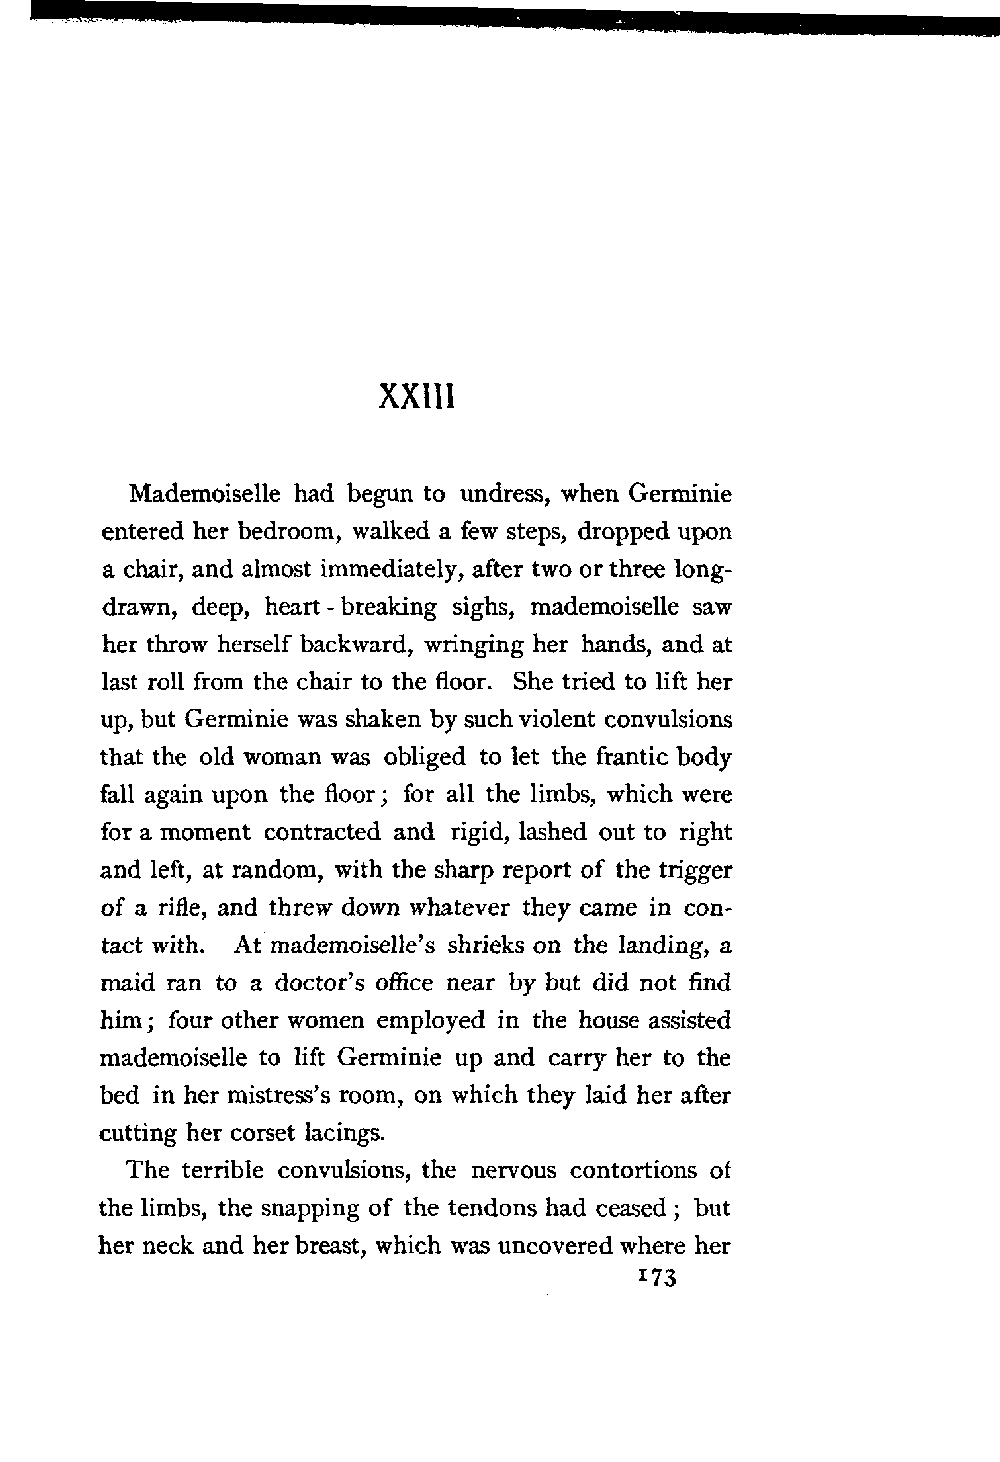 XXIII
Mademoiselle had begun to undress, when Germinie
entered her bedroom, walked a few steps, dropped upon
a chair, and almost immediately, after two or three long-
drawn, deep, heart-breaking sighs, mademoiselle saw
her throw herself backward, wringing her hands, and at
last roll from the chair to the floor. She tried to lift her
up, but Germinie was shaken by such violent convulsions
that the old woman was obliged to let the frantic body
fall again upon the floor; for all the limbs, which were
for a moment contracted and rigid, lashed out to right
and left, at random, with the sharp report of the trigger
of a rifle, and threw down whatever they came in con-
tact with. At mademoiselle's shrieks on the landing, a
maid ran to a doctor's office near by but did not find
him; four other women employed in the house assisted
mademoiselle to lift Germinie up and carry her to the
bed in her mistress's room, on which they laid her after
cutting her corset lacings.
The terrible convulsions, the nervous contortions of
the limbs, the snapping of the tendons had ceased; but
her neck and her breast, which was uncovered where her
173